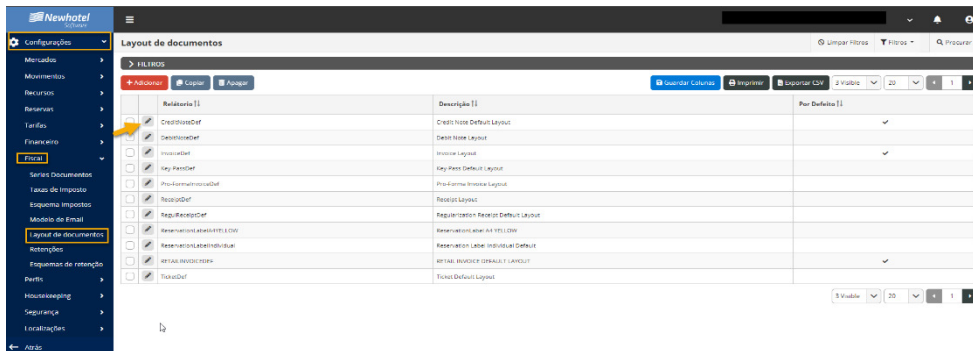 Newhotel
Software
Configurações
Mercados
Movimentos
Recursos
Reservas
Tarifas
Financeiro
Fiscal
Series Documentos
Taxas de Imposto
Esquema Impostos
Modelo de Email
Layout de documentos
Retenções
Esquemas de retenção
Perfis
Housekeeping
Segurança
Localizações
Atrás
Layout de documentos
Limpar Filtros
Filtros
Procurar
FILTROS
Adicionar Copiar Apagar
Guardar Colunas Imprimir Exportar CSV 3 Visible 20 1
Relátorio Descrição Por Defeito
CreditNoteDef Credit Note Default Layout
DebitNoteDef Debit Note Layout
InvoiceDef Invoice Layout
Key-PassDef Key Pass Default Layout
Pro-FormaInvoiceDef Pro-Forma Invoice Layout
ReceiptDef Receipt Layout
RegulReceiptDef Regularization Receipt Default Layout
ReservationLabelA4YELLOW ReservationLabel A4 YELLOW
ReservationLabelIndividual Reservation Label Individual Default
RETAILINVOICEDEF RETAIL INVOICE DEFAULT LAYOUT
TicketDef Ticket Default Layout
3 Visible 20 1